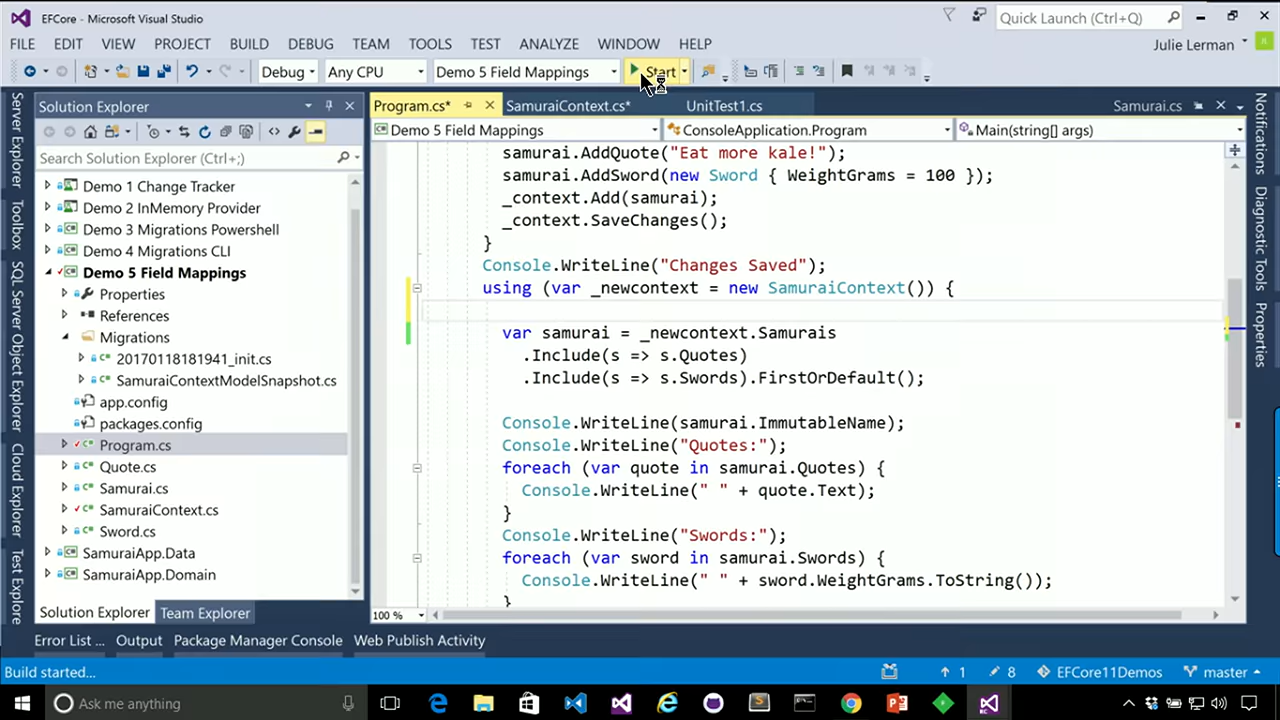 EFCore - Microsoft Visual Studio
Quick Launch (Ctrl+Q)
FILE EDIT VIEW PROJECT BUILD DEBUG TEAM TOOLS TEST ANALYZE WINDOW HELP
Julie Lerman
Debug Any CPU Demo 5 Field Mappings Start
Server Explorer
Toolbox
SQL Server Object Explorer
Cloud Explorer
Test Explore
Solution Explorer
Search Solution Explorer (Ctrl+;)
Demo 1 Change Tracker
Demo 2 InMemory Provider
Demo 3 Migrations Powershell
Demo 4 Migrations CLI
Demo 5 Field Mappings
Properties
References
Migrations
20170118181941_init.cs
SamuraiContextModelSnapshot.cs
app.config
packages.config
Program.cs
Quote.cs
Samurai.cs
SamuraiContext.cs
Sword.cs
SamuraiApp.Data
SamuraiApp.Domain
Solution Explorer Team Explorer
Program.cs* SamuraiContext.cs* UnitTest1.cs Samurai.cs
Demo 5 Field Mappings ConsoleApplication.Program Main(string[] args)
samurai.AddQuote("Eat more kale!");
samurai.AddSword(new Sword { WeightGrams = 100 });
_context.Add(samurai);
_context.SaveChanges();
}
Console.WriteLine("Changes Saved");
using (var _newcontext = new SamuraiContext()) {
var samurai = _newcontext.Samurais
.Include(s => s.Quotes)
.Include(s => s.Swords).FirstOrDefault();
Console.WriteLine(samurai.ImmutableName);
Console.WriteLine("Quotes:");
foreach (var quote in samurai.Quotes) {
Console.WriteLine(" " + quote.Text);
}
Console.WriteLine("Swords:");
foreach (var sword in samurai.Swords) {
Console.WriteLine(" " + sword.WeightGrams.ToString());
}
100 %
Notifications
Diagnostic Tools
Properties
Error List ... Output Package Manager Console Web Publish Activity
Build started...
1 8 EFCore11Demos master
Ask me anything